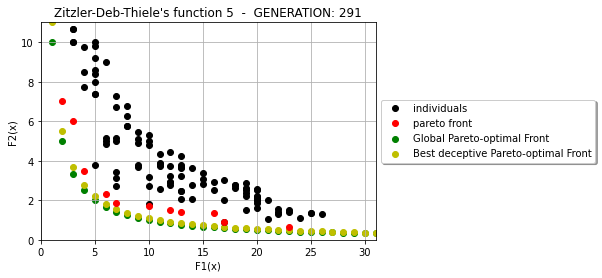 Zitzler-Deb-Thiele's function 5 - GENERATION: 291
10
8
6
4
2
0
F2(x)
0 5 10 15 20 25 30
F1(x)
individuals
pareto front
Global Pareto-optimal Front
Best deceptive Pareto-optimal Front